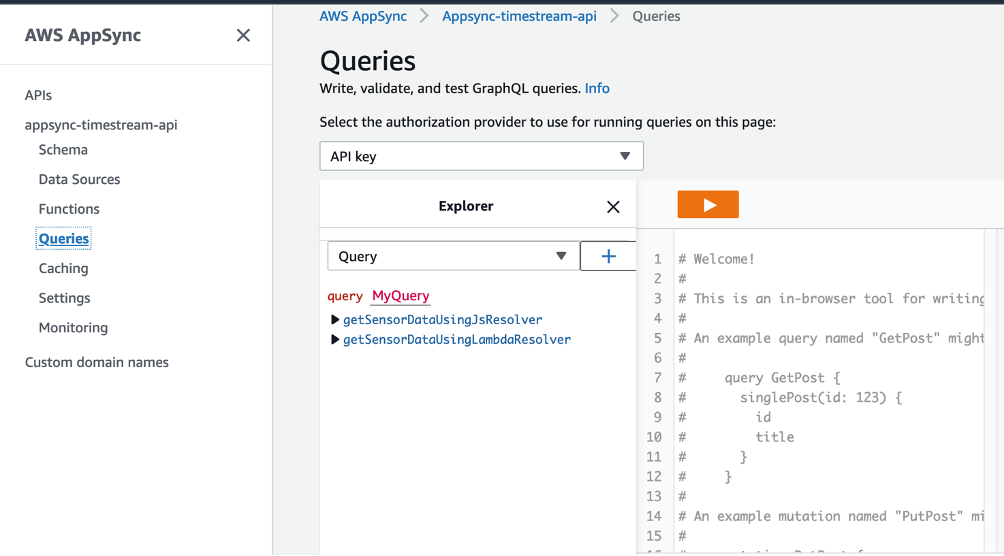 AWS AppSync
APIs
appsync-timestream-api
Schema
Data Sources
Functions
Queries
Caching
Settings
Monitoring
Custom domain names
AWS AppSync > Appsync-timestream-api > Queries
Queries
Write, validate, and test GraphQL queries. Info
Select the authorization provider to use for running queries on this page:
API key
Explorer
Query
query MyQuery
getSensorDataUsingJsResolver
getSensorDataUsingLambdaResolver
1 # Welcome!
2 #
3 # This is an in-browser tool for writing
4 #
5 # An example query named "GetPost" might
6 #
7 # query GetPost {
8 # singlePost(id: 123) {
9 # id
10 # title
11 # }
12 # }
13 #
14 # An example mutation named "PutPost" mi
15 #